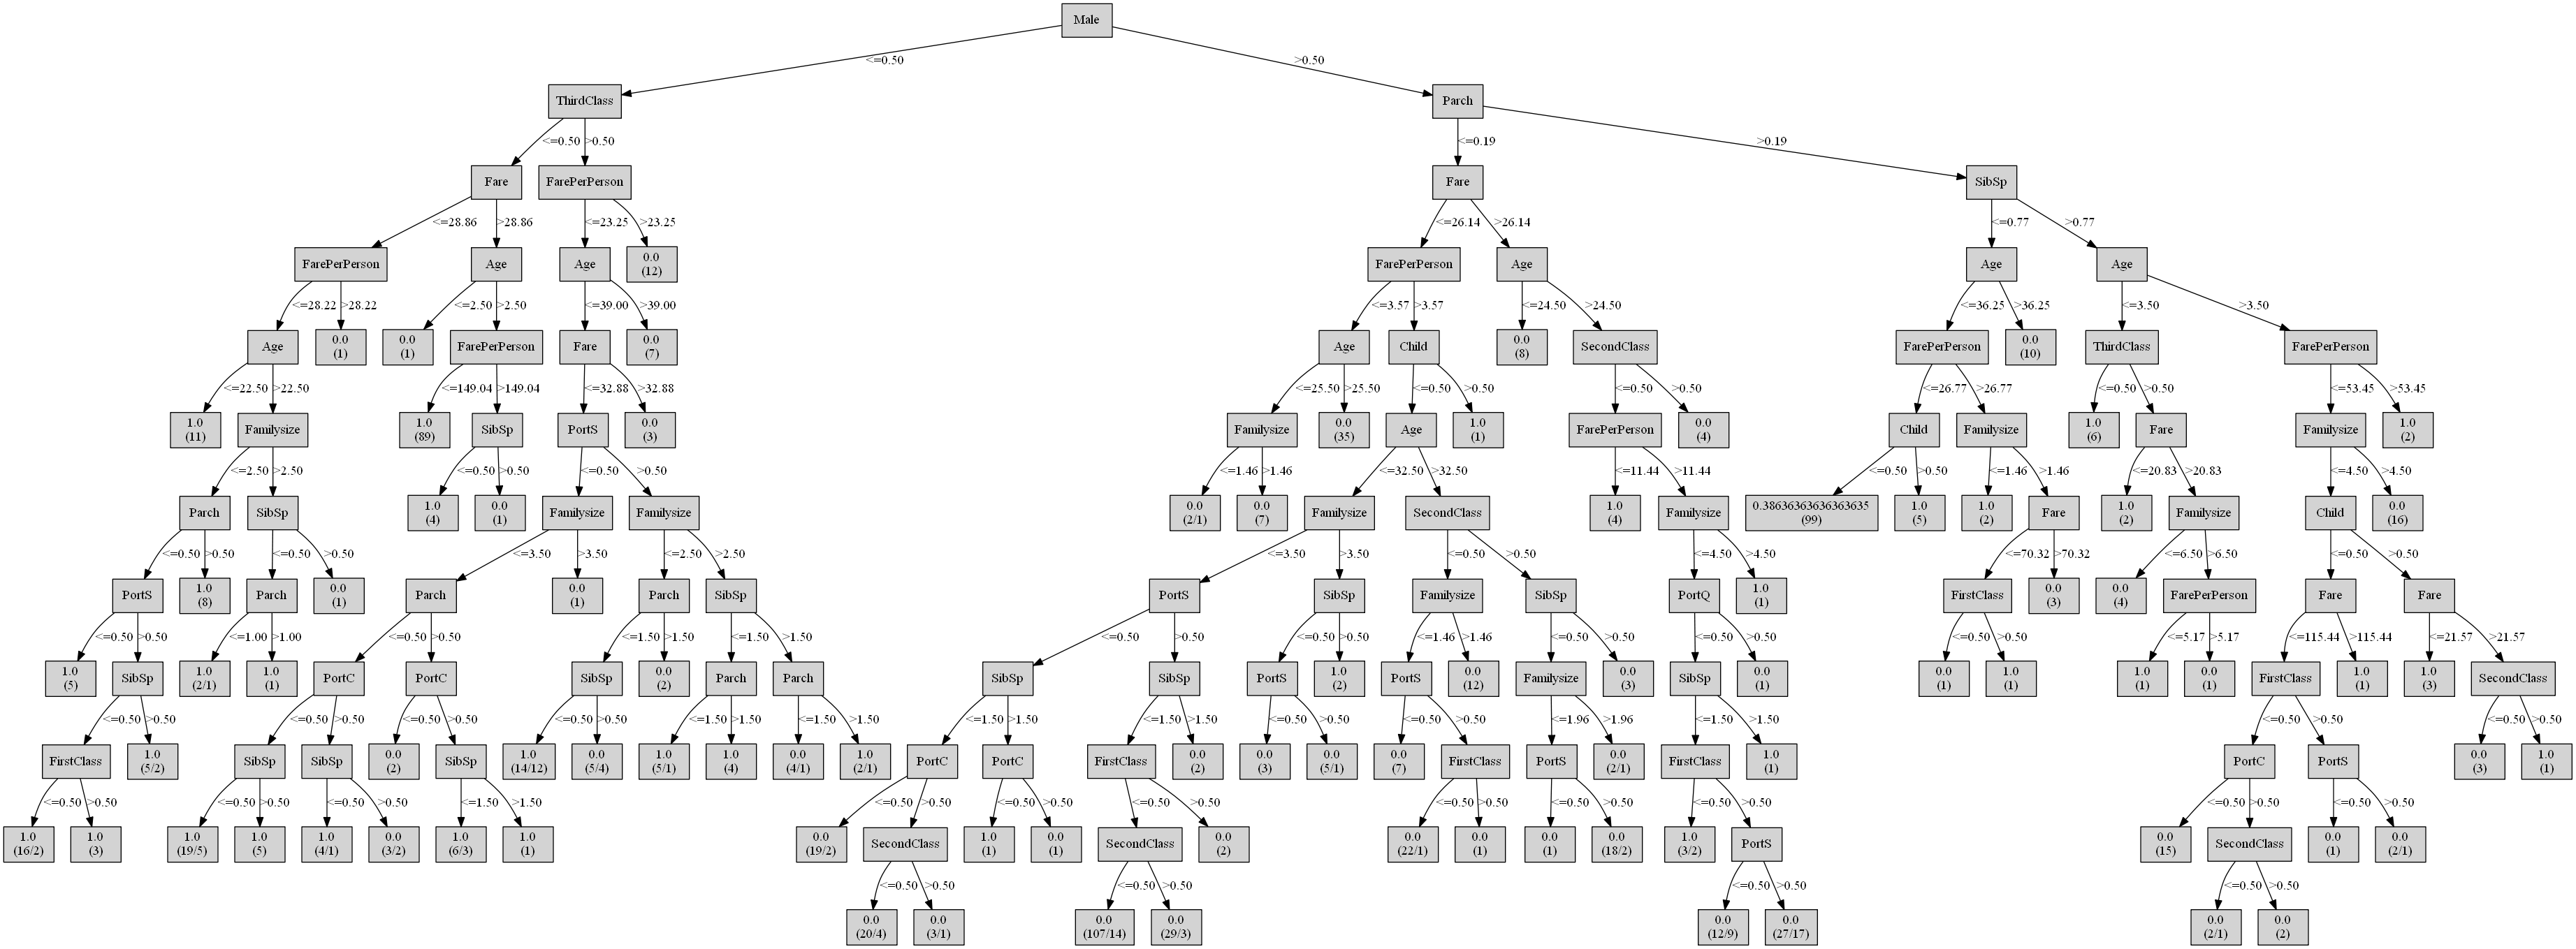 Male
<=0.50 >0.50
ThirdClass Parch
<=0.50 >0.50 <=0.19 >0.19
Fare FarePerPerson Fare SibSp
<=28.86 >28.86 <=23.25 >23.25 <=26.14 >26.14 <=0.77 >0.77
FarePerPerson Age Age 0.0 FarePerPerson Age Age Age
(12)
<=28.22 >28.22 <=2.50 >2.50 <=39.00 >39.00 <=3.57 >3.57 <=24.50 >24.50 <=36.25 >36.25 <=3.50 >3.50
Age 0.0 0.0 FarePerPerson Fare 0.0 Age Child 0.0 SecondClass FarePerPerson 0.0 ThirdClass FarePerPerson
(1) (1) (7) (8) (10)
<=22.50 >22.50 <=149.04 >149.04 <=32.88 >32.88 <=25.50 >25.50 <=0.50 >0.50 <=0.50 >0.50 <=26.77 >26.77 <=0.50 >0.50 <=53.45 >53.45
1.0 Familysize 1.0 SibSp PortS 0.0 Familysize 0.0 Age 1.0 FarePerPerson 0.0 Child Familysize 1.0 Fare Familysize 1.0
(11) (89) (3) (35) (1) (4) (6) (2)
<=2.50 >2.50 <=0.50 >0.50 <=0.50 >0.50 <=1.46 >1.46 <=32.50 >32.50 <=11.44 >11.44 <=0.50 >0.50 <=1.46 >1.46 <=20.83 >20.83 <=4.50 >4.50
Parch SibSp 1.0 0.0 Familysize Familysize 0.0 0.0 Familysize SecondClass 1.0 Familysize 0.38636363636363635 1.0 1.0 Fare 1.0 Familysize Child 0.0
(4) (1) (2/1) (7) (4) (99) (5) (2) (2) (16)
<=0.50 >0.50 <=0.50 >0.50 <=3.50 >3.50 <=2.50 >2.50 <=3.50 >3.50 <=0.50 >0.50 <=4.50 >4.50 <=70.32 >70.32 <=6.50 >6.50 <=0.50 >0.50
PortS 1.0 Parch 0.0 Parch 0.0 Parch SibSp PortS SibSp Familysize SibSp PortQ 1.0 FirstClass 0.0 0.0 FarePerPerson Fare Fare
(8) (1) (1) (1) (3) (4)
<=0.50 >0.50 <=1.00 >1.00 <=0.50 >0.50 <=1.50 >1.50 <=1.50 >1.50 <=0.50 >0.50 <=0.50 >0.50 <=1.46 >1.46 <=0.50 >0.50 <=0.50 >0.50 <=0.50 >0.50 <=5.17 >5.17 <=115.44 >115.44 <=21.57 >21.57
1.0 SibSp 1.0 1.0 PortC PortC SibSp 0.0 Parch Parch SibSp SibSp PortS 1.0 PortS 0.0 Familysize 0.0 SibSp 0.0 0.0 1.0 1.0 0.0 FirstClass 1.0 1.0 SecondClass
(5) (2/1) (1) (2) (2) (12) (3) (1) (1) (1) (1) (1) (1) (3)
<=0.50 >0.50 <=0.50 >0.50 <=0.50 >0.50 <=0.50 >0.50 <=1.50 >1.50 <=1.50 >1.50 <=1.50 >1.50 <=1.50 >1.50 <=0.50 >0.50 <=0.50 >0.50 <=1.96 >1.96 <=1.50 >1.50 <=0.50 >0.50 <=0.50 >0.50
FirstClass 1.0 SibSp SibSp 0.0 SibSp 1.0 0.0 1.0 1.0 0.0 1.0 PortC PortC FirstClass 0.0 0.0 0.0 0.0 FirstClass PortS 0.0 FirstClass 1.0 PortC PortS 0.0 1.0
(5/2) (2) (14/12) (5/4) (5/1) (4) (4/1) (2/1) (2) (3) (5/1) (7) (2/1) (1) (3) (1)
<=0.50 >0.50 <=0.50 >0.50 <=0.50 >0.50 <=1.50 >1.50 <=0.50 >0.50 <=0.50 >0.50 <=0.50 >0.50 <=0.50 >0.50 <=0.50 >0.50 <=0.50 >0.50 <=0.50 >0.50 <=0.50 >0.50
1.0 1.0 1.0 1.0 1.0 0.0 1.0 1.0 0.0 SecondClass 1.0 0.0 SecondClass 0.0 0.0 0.0 0.0 0.0 1.0 PortS 0.0 SecondClass 0.0 0.0
(16/2) (3) (19/5) (5) (4/1) (3/2) (6/3) (1) (19/2) (1) (1) (2) (22/1) (1) (1) (18/2) (3/2) (15) (1) (2/1)
<=0.50 >0.50 <=0.50 >0.50 <=0.50 >0.50 <=0.50 >0.50
0.0 0.0 0.0 0.0 0.0 0.0 0.0 0.0
(20/4) (3/1) (107/14) (29/3) (12/9) (27/17) (2/1) (2)